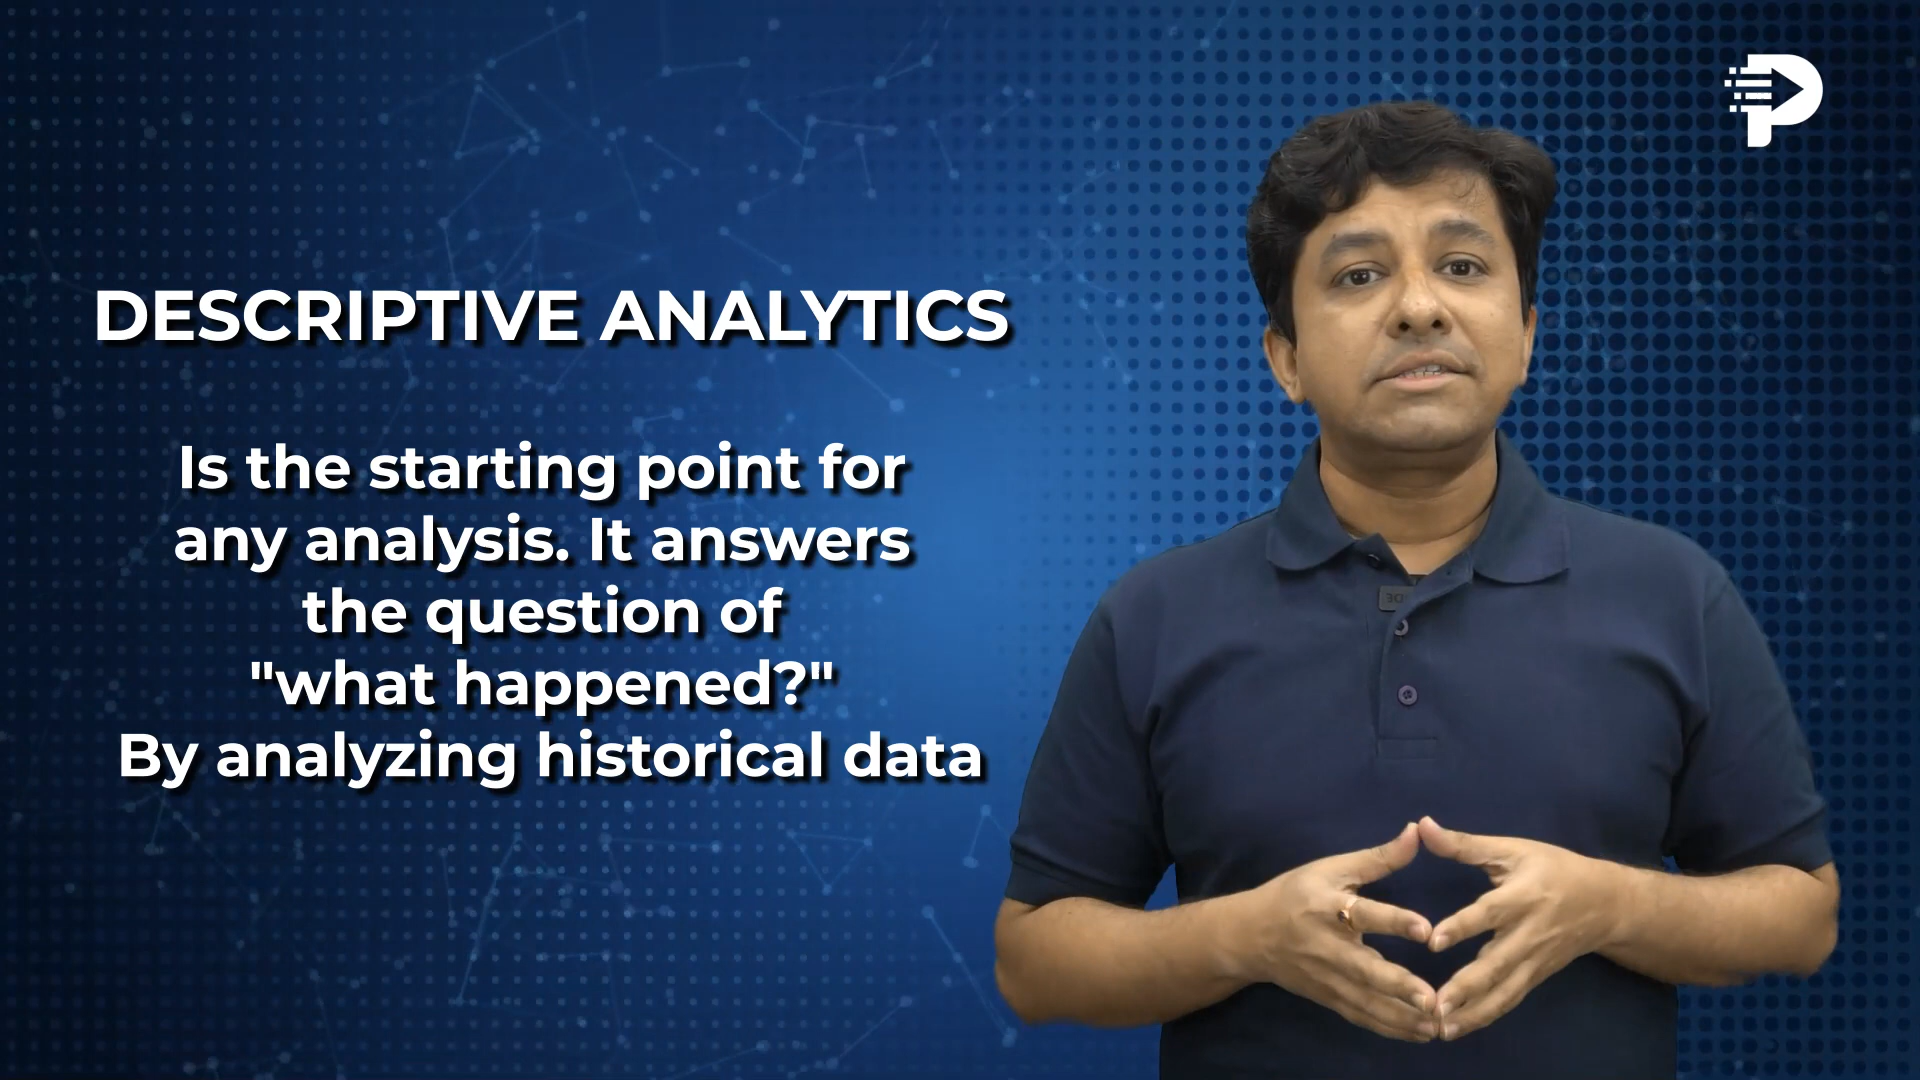 DESCRIPTIVE ANALYTICS
Is the starting point for
any analysis. It answers
the question of
"what happened?"
By analyzing historical data